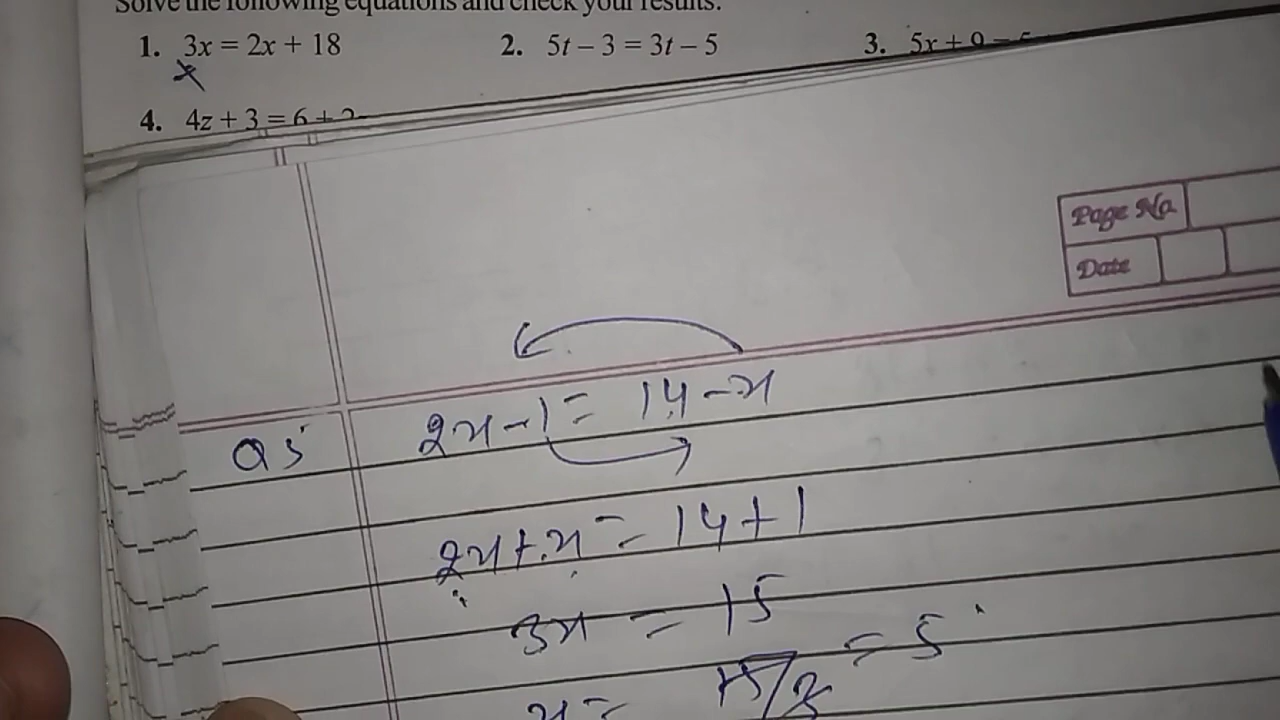 Solve the following equations and check your results.
1. 3x = 2x + 18 2. 5t – 3 = 3t – 5 3. 5x + 9 =
x
4. 4z + 3 = 6 +
Page No.
Date
Q 5 2x - 1 = 14 - x
2x + x = 14 + 1
3x = 15
x = 15/3 = 5